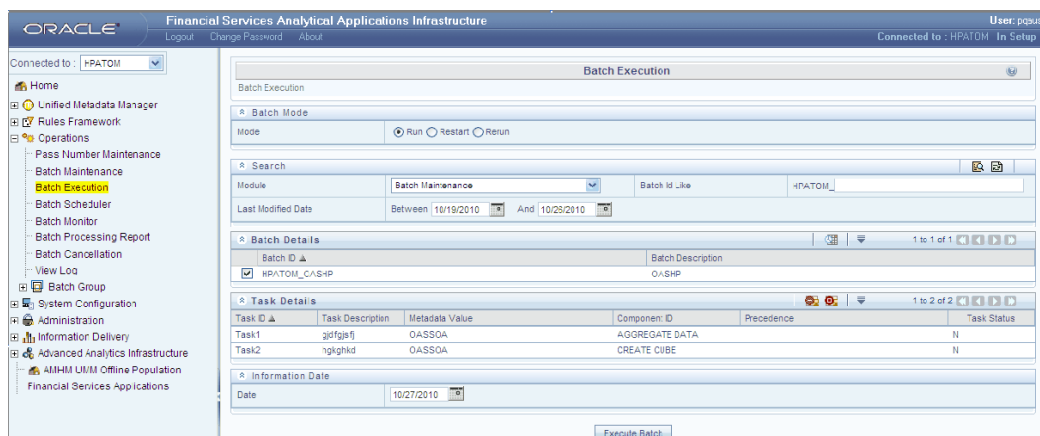 ORACLE
Financial Services Analytical Applications Infrastructure
User: pqaus
Logout Change Password About
Connected to : HPATOM In Setup
Connected to : HPATOM
Home
Unified Metadata Manager
Rules Framework
Operations
Pass Number Maintenance
Batch Maintenance
Batch Execution
Batch Scheduler
Batch Monitor
Batch Processing Report
Batch Cancellation
View Log
Batch Group
System Configuration
Administration
Information Delivery
Advanced Analytics Infrastructure
AMHM UMM Offline Population
Financial Services Applications
Batch Execution
Batch Execution
Batch Mode
Mode Run Restart Rerun
Search
Module Batch Maintenance Batch Id Like HPATOM_
Last Modified Date Between 10/19/2010 And 10/26/2010
Batch Details 1 to 1 of 1
Batch ID Batch Description
HPATOM_CASHP OASHP
Task Details 1 to 2 of 2
Task ID Task Description Metadata Value Component ID Precedence Task Status
Task1 gjdfgjsfj OASSOA AGGREGATE DATA N
Task2 OASSOA CREATE CUBE N
Information Date
Date 10/27/2010
Execute Batch